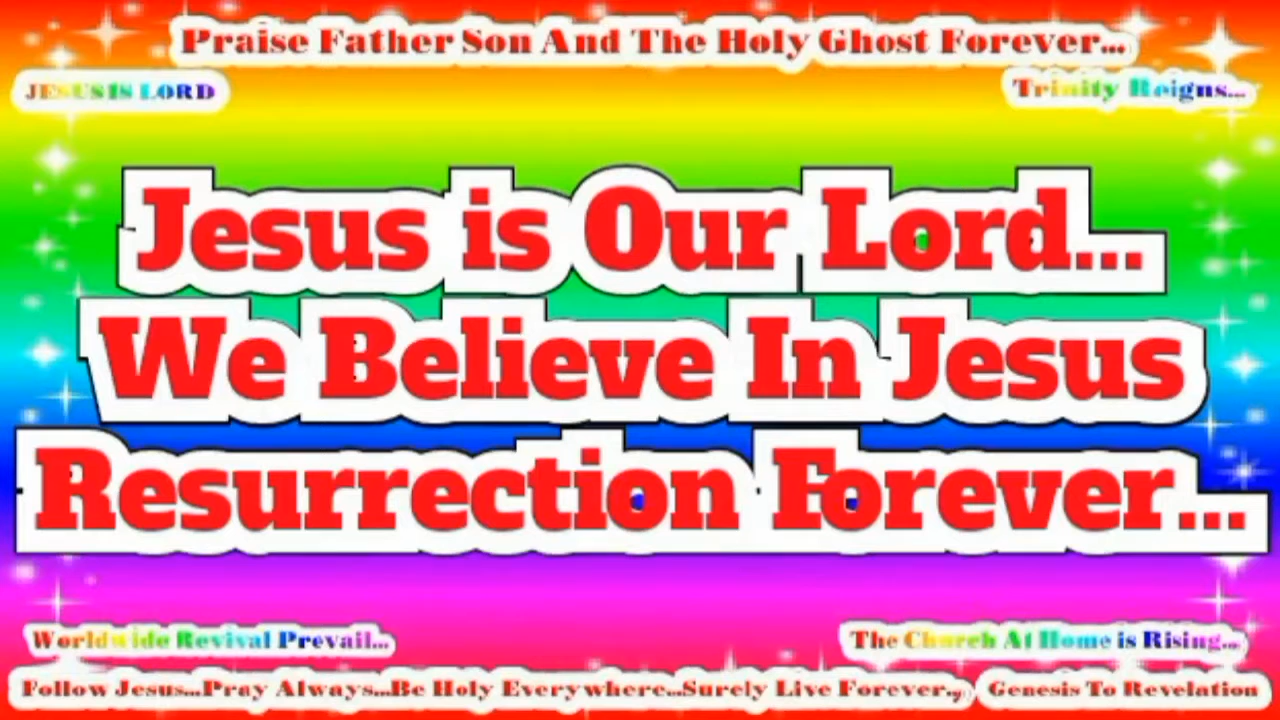 Praise Father Son And The Holy Ghost Forever...
JESUS IS LORD
Trinity Reigns...
Jesus is Our Lord...
We Believe In Jesus
Resurrection Forever...
Worldwide Revival Prevail...
The Church At Home is Rising...
Follow Jesus...Pray Always...Be Holy Everywhere...Surely Live Forever.,
Genesis To Revelation